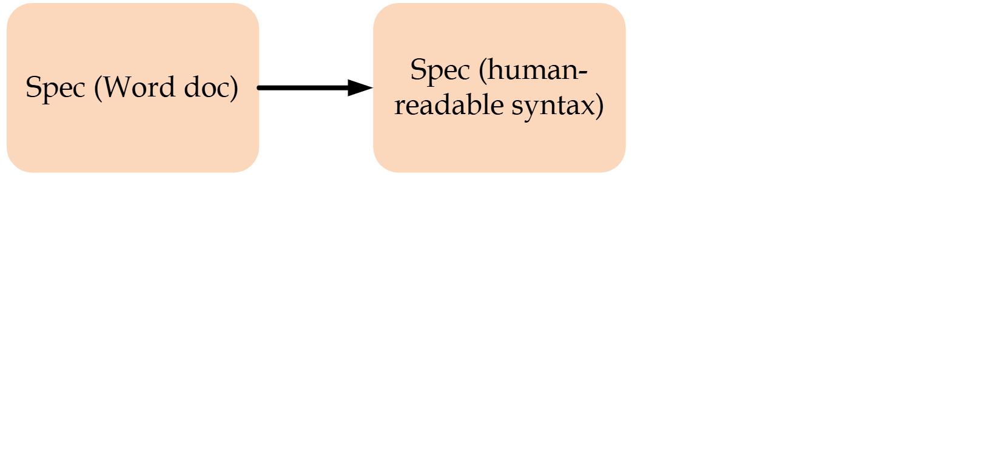 Spec (Word doc)
Spec (human-
readable syntax)